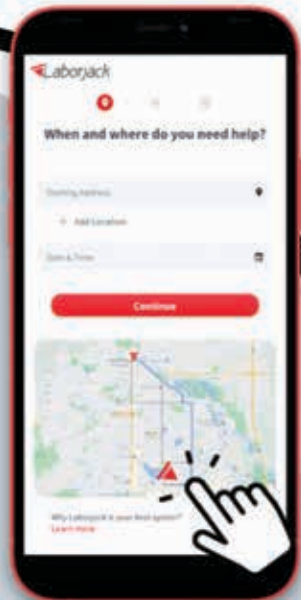 Laborjack
When and where do you need help?
Starting Address
+ Add Location
Date & Time
Continue
Why Laborjack is your best option?
Learn more